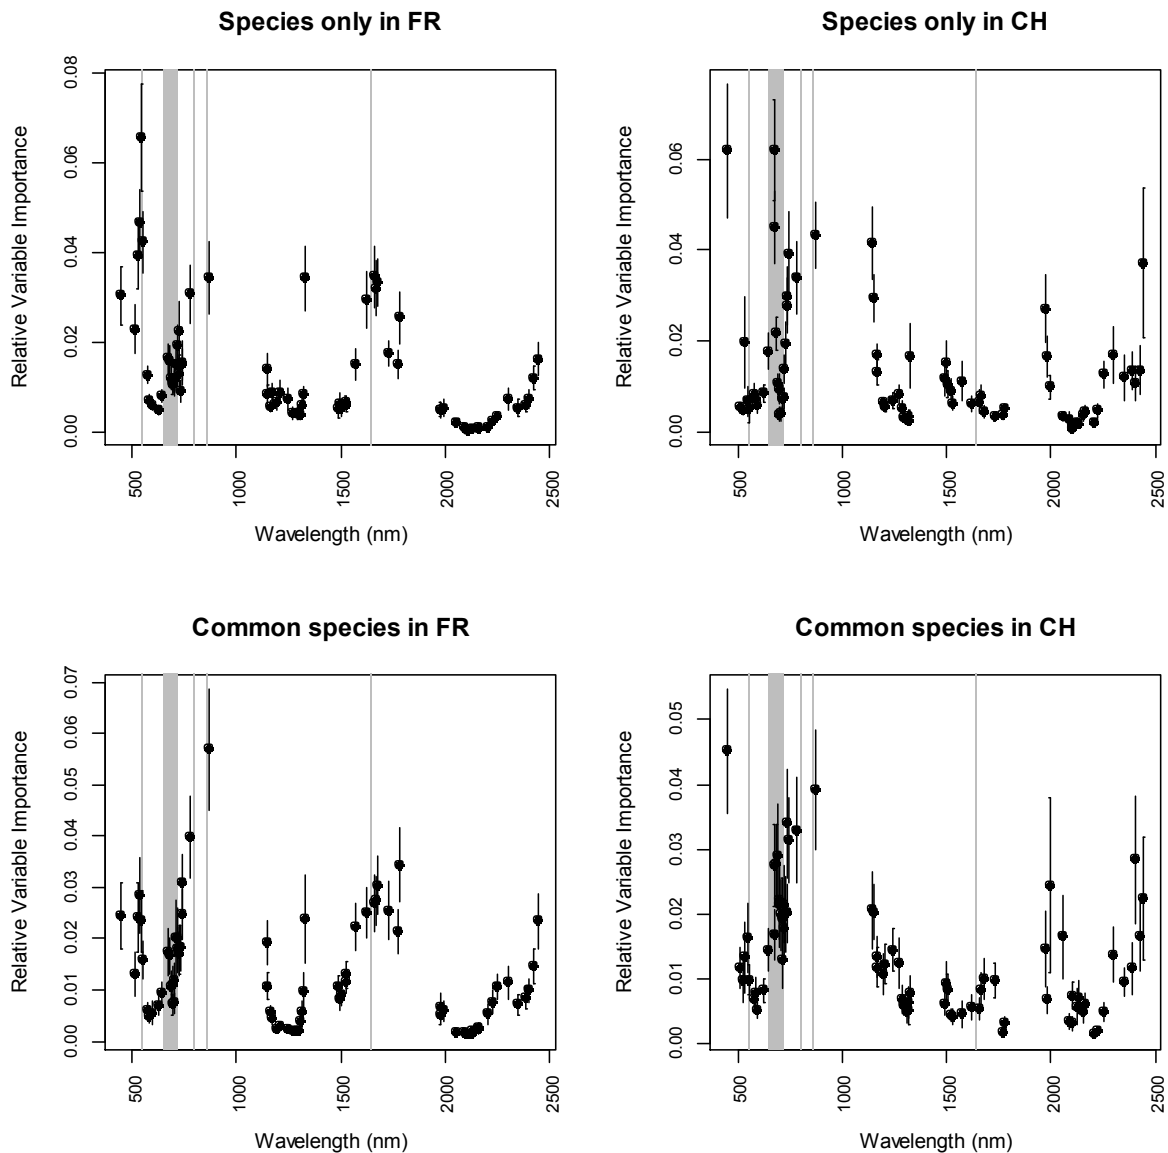 Species only in FR
Relative Variable Importance
0.00 0.02 0.04 0.06 0.08
500 1000 1500 2000 2500
Wavelength (nm)
Species only in CH
Relative Variable Importance
0.00 0.02 0.04 0.06
500 1000 1500 2000 2500
Wavelength (nm)
Common species in FR
Relative Variable Importance
0.00 0.01 0.02 0.03 0.04 0.05 0.06 0.07
500 1000 1500 2000 2500
Wavelength (nm)
Common species in CH
Relative Variable Importance
0.00 0.01 0.02 0.03 0.04 0.05
500 1000 1500 2000 2500
Wavelength (nm)